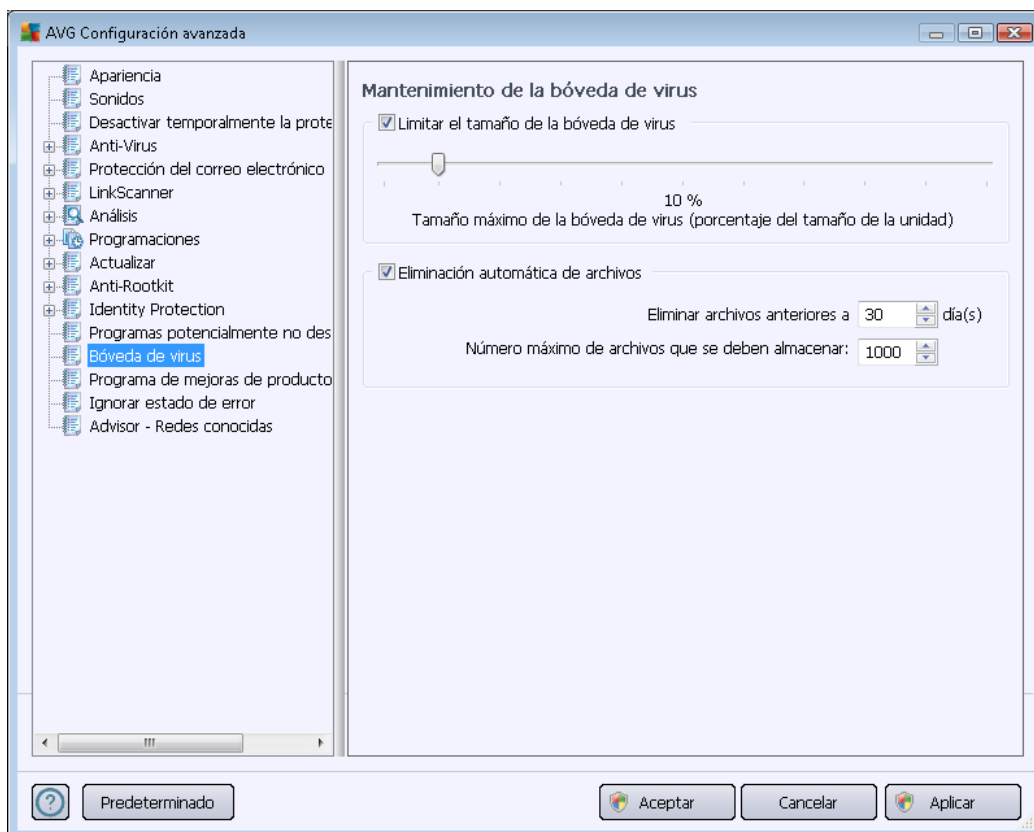 AVG Configuración avanzada
Apariencia
Sonidos
Desactivar temporalmente la prote
Anti-Virus
Protección del correo electrónico
LinkScanner
Análisis
Programaciones
Actualizar
Anti-Rootkit
Identity Protection
Programas potencialmente no des
Bóveda de virus
Programa de mejoras de producto
Ignorar estado de error
Advisor - Redes conocidas
Mantenimiento de la bóveda de virus
Limitar el tamaño de la bóveda de virus
10 %
Tamaño máximo de la bóveda de virus (porcentaje del tamaño de la unidad)
Eliminación automática de archivos
Eliminar archivos anteriores a 30 día(s)
Número máximo de archivos que se deben almacenar: 1000
? Predeterminado Aceptar Cancelar Aplicar